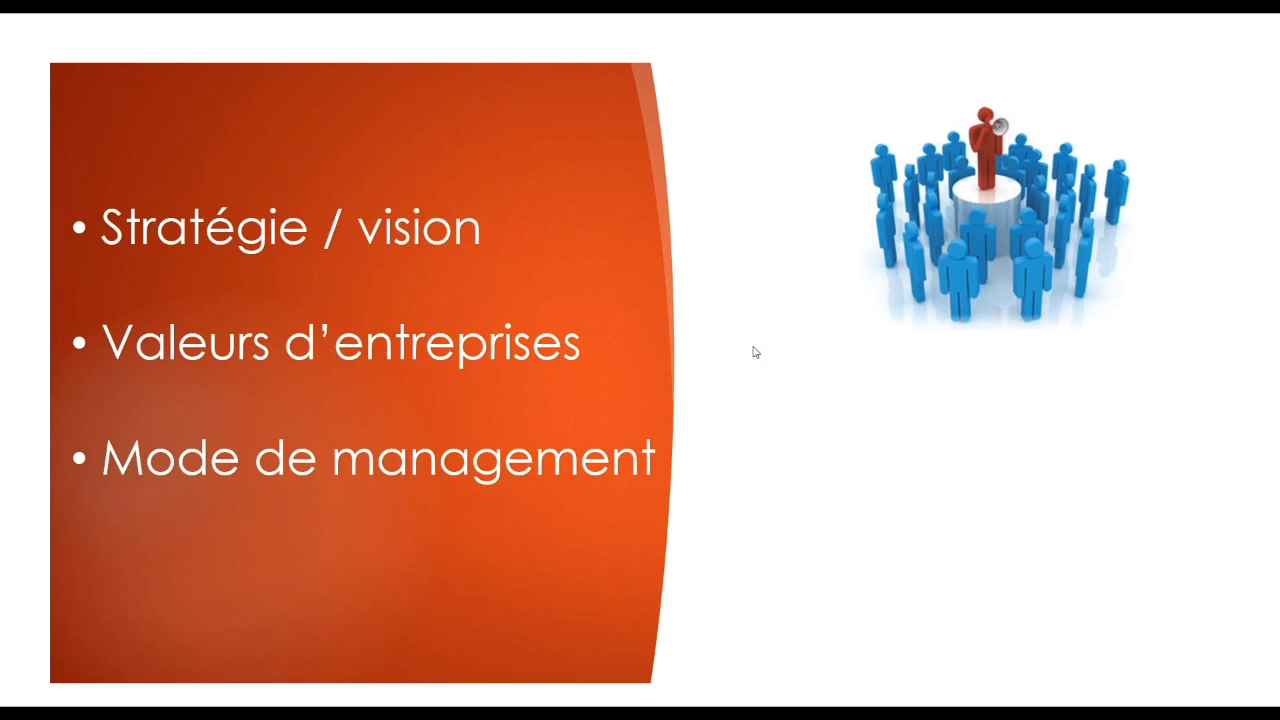 • Stratégie / vision
• Valeurs d’entreprises
• Mode de management